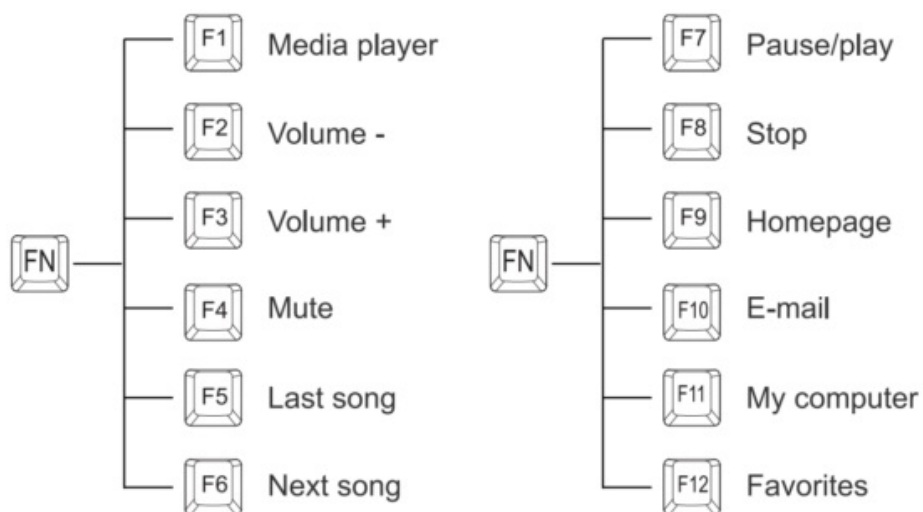 F1 Media player
F2 Volume -
F3 Volume +
FN
F4 Mute
F5 Last song
F6 Next song
F7 Pause/play
F8 Stop
F9 Homepage
FN
F10 E-mail
F11 My computer
F12 Favorites